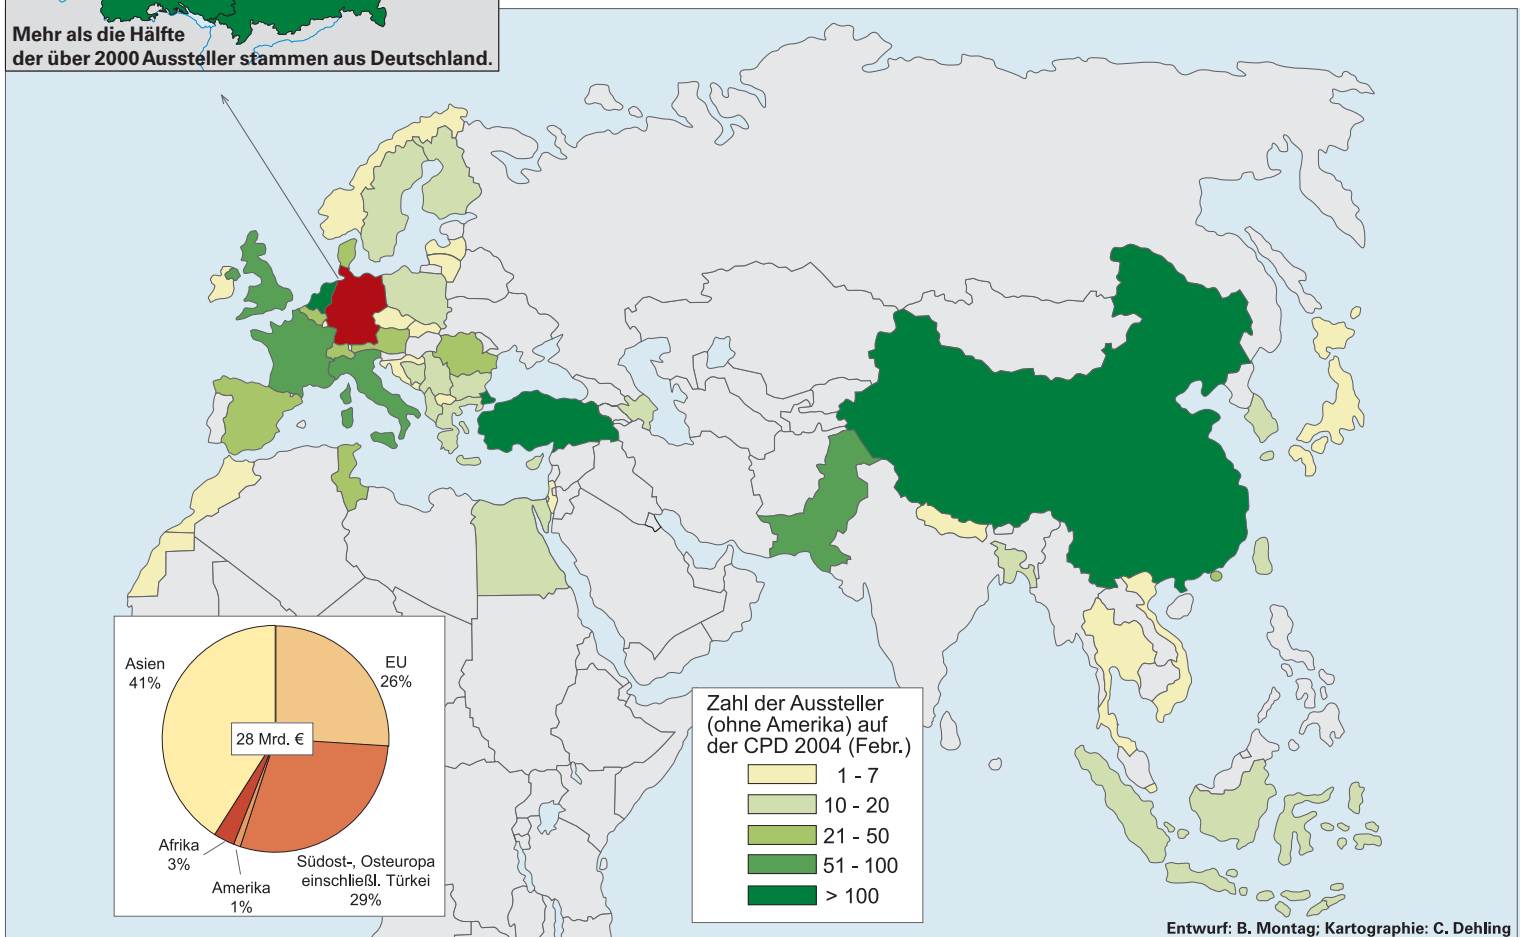 Mehr als die Hälfte
der über 2000 Aussteller stammen aus Deutschland.
Asien
41%
EU
26%
28 Mrd. €
Afrika
3%
Amerika
1%
Südost-, Osteuropa
einschließl. Türkei
29%
Zahl der Aussteller
(ohne Amerika) auf
der CPD 2004 (Febr.)
1 - 7
10 - 20
21 - 50
51 - 100
> 100
Entwurf: B. Montag; Kartographie: C. Dehling